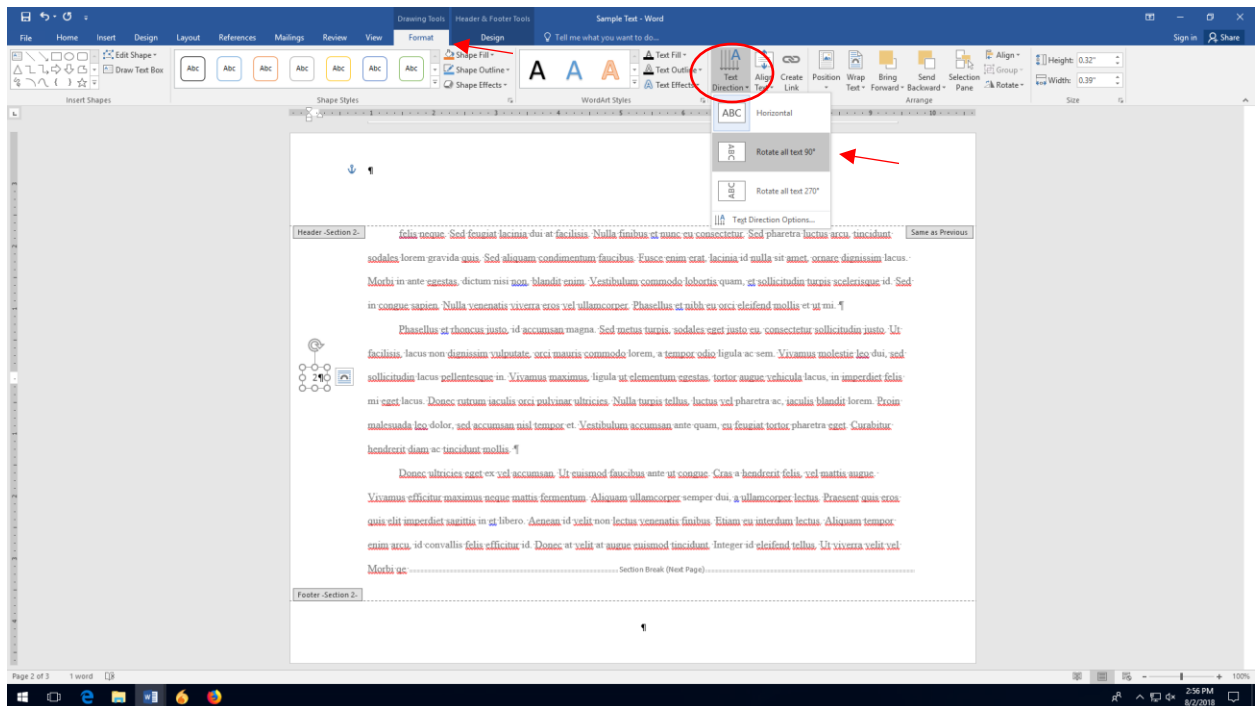 Drawing Tools Header & Footer Tools Sample Text - Word
File Home Insert Design Layout References Mailings Review View Format Design Tell me what you want to do... Sign in Share
Edit Shape
Draw Text Box
Abc Abc Abc Abc Abc Abc
Shape Fill
Shape Outline
Shape Effects
A A A
Text Fill
Text Outline
Text Effects
Text Direction
Align Text
Create Link
Position
Wrap Text
Bring Forward
Send Backward
Selection Pane
Align
Group
Rotate
Height: 0.32"
Width: 0.39"
Insert Shapes Shape Styles WordArt Styles Arrange Size
ABC Horizontal
ABC Rotate all text 90°
ABC Rotate all text 270°
Text Direction Options...
Header -Section 2- Same as Previous
felis neque. Sed feugiat lacinia dui at facilisis. Nulla finibus et nunc eu consectetur. Sed pharetra luctus arcu, tincidunt
sodales lorem gravida quis. Sed aliquam condimentum faucibus. Fusce enim erat, lacinia id nulla sit amet, ornare dignissim lacus.
Morbi in ante egestas, dictum nisi non, blandit enim. Vestibulum commodo lobortis quam, et sollicitudin turpis scelerisque id. Sed
in congue sapien. Nulla venenatis viverra eros vel ullamcorper. Phasellus et nibh eu orci eleifend mollis et ut mi. ¶
Phasellus et rhoncus justo, id accumsan magna. Sed metus turpis, sodales eget justo eu, consectetur sollicitudin justo. Ut
facilisis, lacus non dignissim vulputate, orci mauris commodo lorem, a tempor odio ligula ac sem. Vivamus molestie leo dui, sed
2¶
sollicitudin lacus pellentesque in. Vivamus maximus, ligula ut elementum egestas, tortor augue vehicula lacus, in imperdiet felis
mi eget lacus. Donec rutrum iaculis orci pulvinar ultricies. Nulla turpis tellus, luctus vel pharetra ac, iaculis blandit lorem. Proin
malesuada leo dolor, sed accumsan nisl tempor et. Vestibulum accumsan ante quam, eu feugiat tortor pharetra eget. Curabitur
hendrerit diam ac tincidunt mollis. ¶
Donec ultricies eget ex vel accumsan. Ut euismod faucibus ante ut congue. Cras a hendrerit felis, vel mattis augue.
Vivamus efficitur maximus neque mattis fermentum. Aliquam ullamcorper semper dui, a ullamcorper lectus. Praesent quis eros
quis elit imperdiet sagittis in et libero. Aenean id velit non lectus venenatis finibus. Etiam eu interdum lectus. Aliquam tempor
enim arcu, id convallis felis efficitur id. Donec at velit at augue euismod tincidunt. Integer id eleifend tellus. Ut viverra velit vel
Morbi qe Section Break (Next Page)
Footer -Section 2-
¶
Page 2 of 3 1 word 100%
2:56 PM
8/2/2018